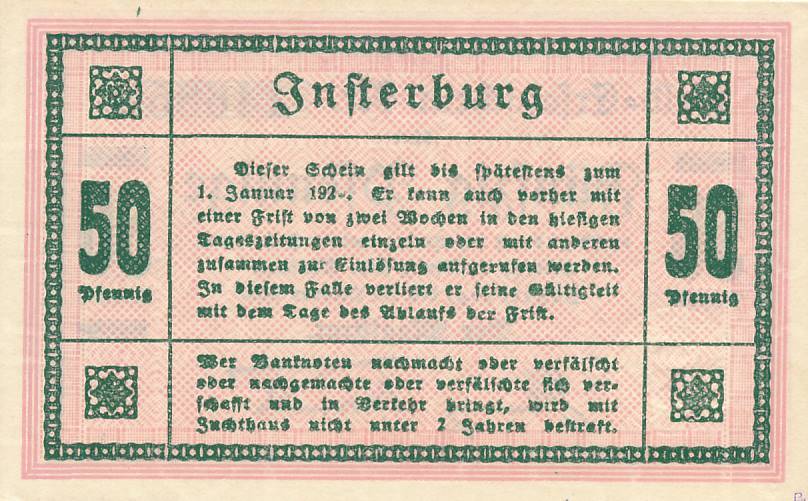 Insterburg
Dieser Schein gilt bis spätestens zum
1. Januar 192-. Er kann auch vorher mit
einer Frist von zwei Wochen in den hiesigen
Tageszeitungen einzeln oder mit anderen
zusammen zur Einlösung aufgerufen werden.
In diesem Falle verliert er seine Gültigkeit
mit dem Tage des Ablaufs der Frist.
50
Pfennig
50
Pfennig
Wer Banknoten nachmacht oder verfälscht
oder nachgemachte oder verfälschte sich ver-
schafft und in Verkehr bringt, wird mit
Zuchthaus nicht unter 2 Jahren bestraft.